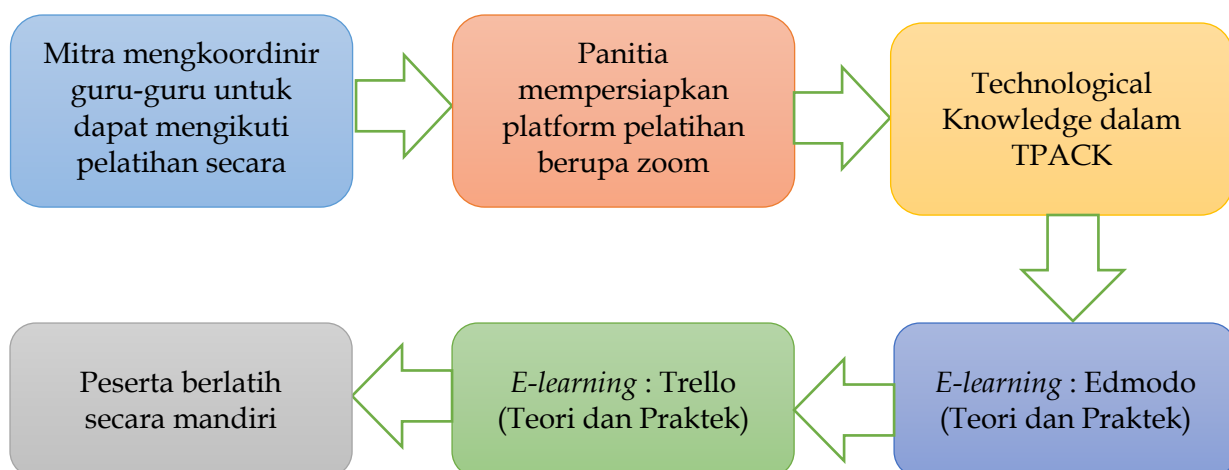 Mitra mengkoordinir
guru-guru untuk
dapat mengikuti
pelatihan secara
Panitia
mempersiapkan
platform pelatihan
berupa zoom
Technological
Knowledge dalam
TPACK
E-learning : Edmodo
(Teori dan Praktek)
E-learning : Trello
(Teori dan Praktek)
Peserta berlatih
secara mandiri